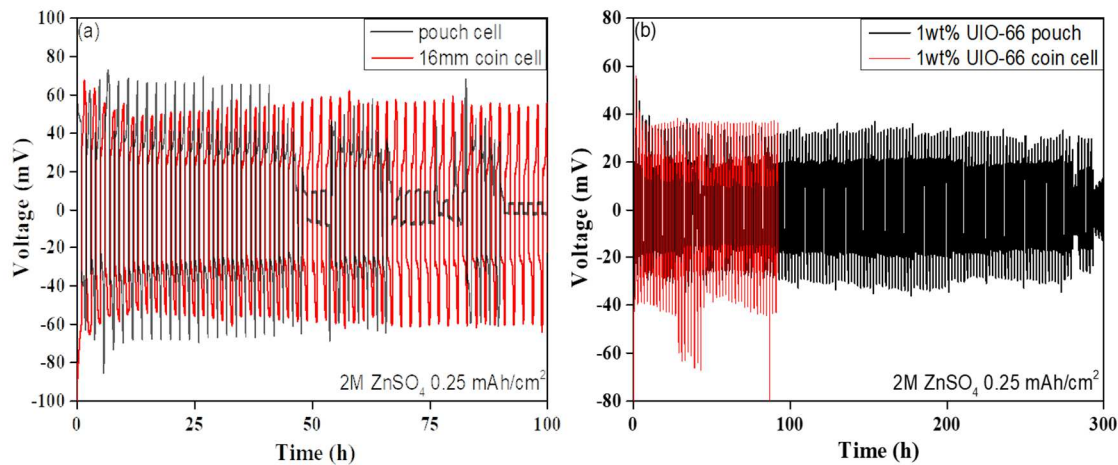 (a)
pouch cell
16mm coin cell
100
80
60
40
20
0
-20
-40
-60
-80
-100
Voltage (mV)
2M ZnSO₄ 0.25 mAh/cm²
0
25
50
75
100
Time (h)
(b)
1wt% UIO-66 pouch
1wt% UIO-66 coin cell
80
60
40
20
0
-20
-40
-60
-80
Voltage (mV)
2M ZnSO₄ 0.25 mAh/cm²
0
100
200
300
Time (h)